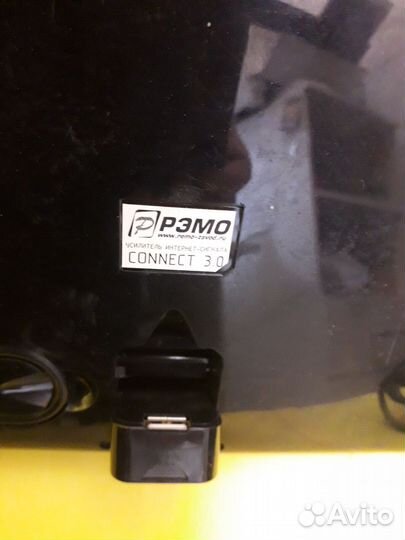 РЭМО
www.remo-zavod.ru
УСИЛИТЕЛЬ ИНТЕРНЕТ-СИГНАЛА
CONNECT 3.0
Avito